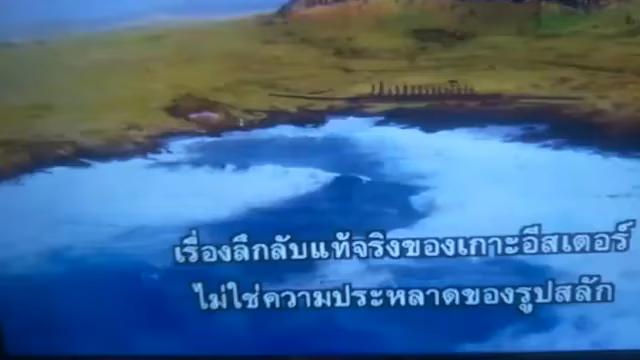 เรื่องลึกลับแท้จริงของเกาะอีสเตอร์
ไม่ใช่ความประหลาดของรูปสลัก